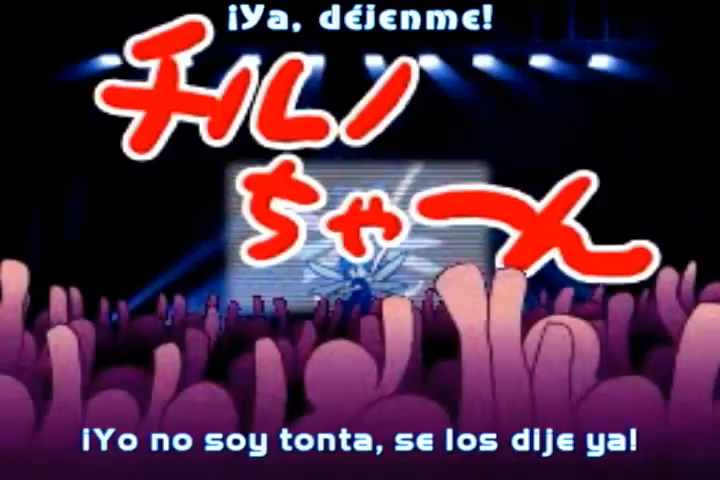 ¡Ya, déjenme!
チルノ
ちゃーん
¡Yo no soy tonta, se los dije ya!